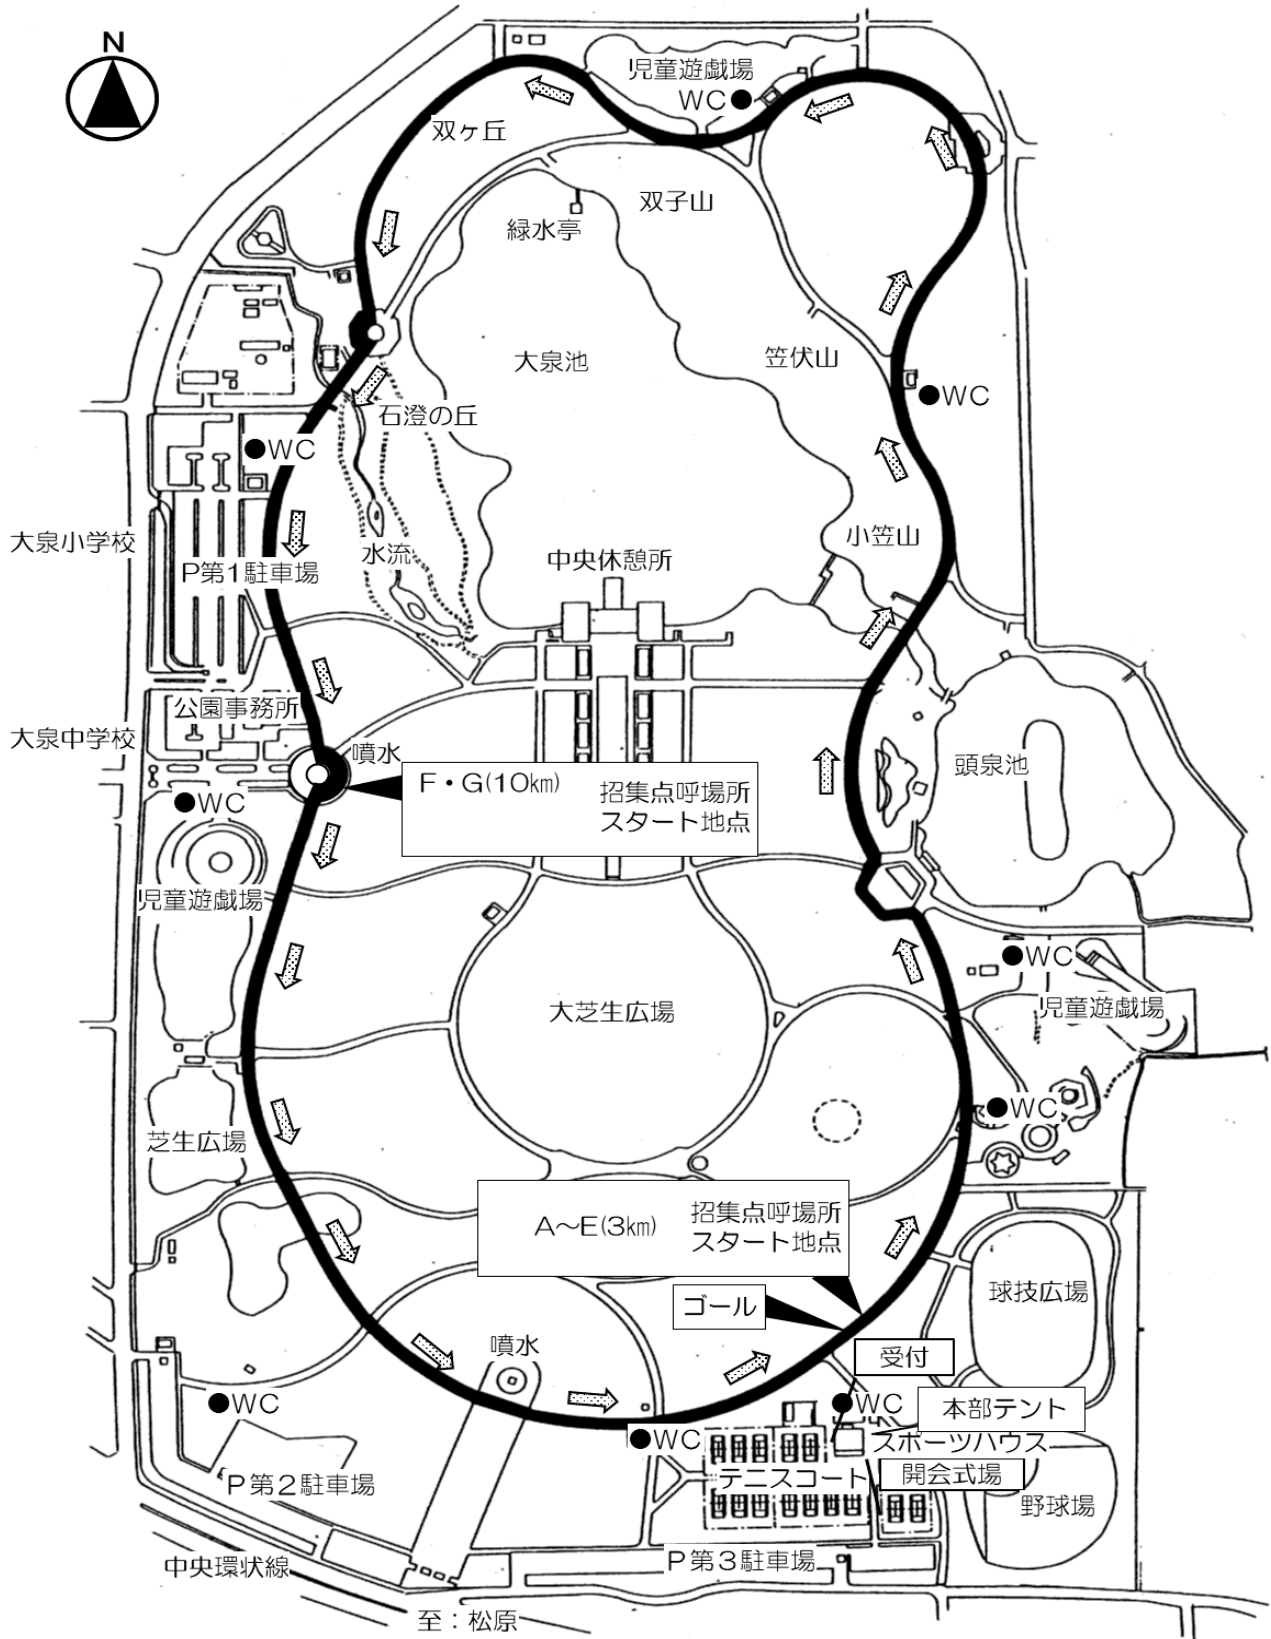 N
児童遊戯場
WC
双ヶ丘
双子山
緑水亭
大泉池
笠伏山
WC
石澄の丘
WC
大泉小学校
小笠山
水流
中央休憩所
P第1駐車場
公園事務所
大泉中学校
噴水
頭泉池
F・G(10km)
招集点呼場所
スタート地点
WC
児童遊戯場
WC
大芝生広場
児童遊戯場
WC
芝生広場
A～E(3km)
招集点呼場所
スタート地点
球技広場
ゴール
噴水
受付
WC
WC
本部テント
WC
スポーツハウス
テニスコート
開会式場
P第2駐車場
野球場
P第3駐車場
中央環状線
至：松原